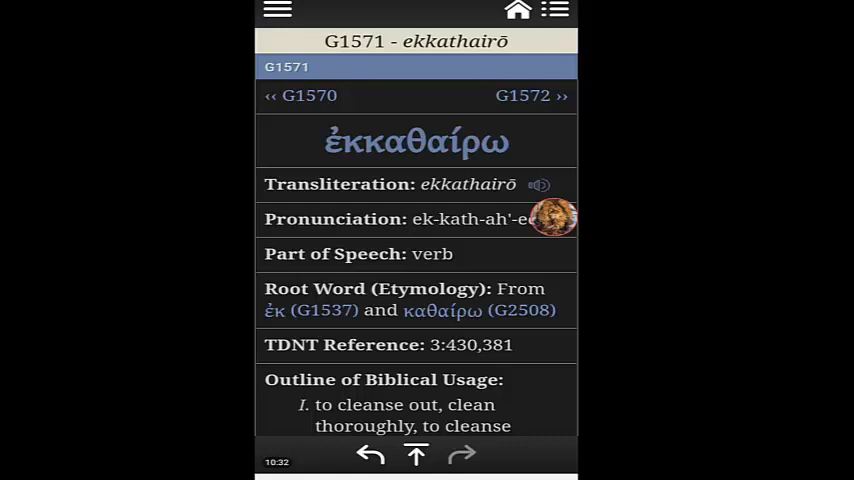 G1571 - ekkathairō
G1571
‹‹ G1570 G1572 ››
ἐκκαθαίρω
Transliteration: ekkathairō
Pronunciation: ek-kath-ah'-e
Part of Speech: verb
Root Word (Etymology): From
ἐκ (G1537) and καθαίρω (G2508)
TDNT Reference: 3:430,381
Outline of Biblical Usage:
I. to cleanse out, clean
thoroughly, to cleanse
10:32